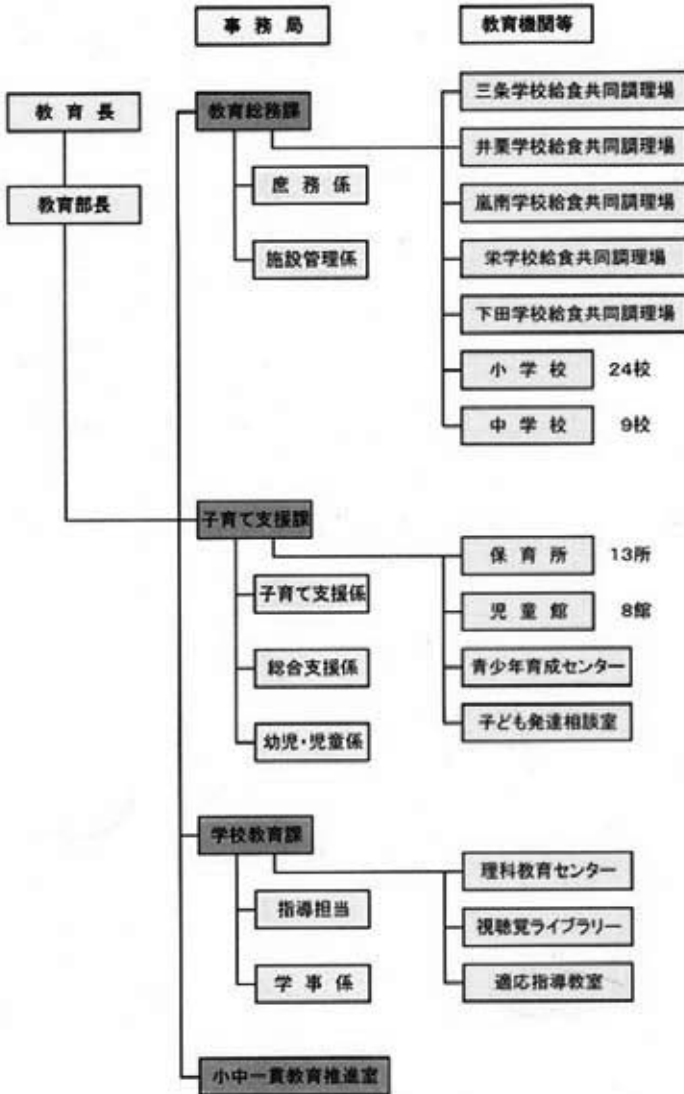 事務局
教育機関等
教育長
教育部長
教育総務課
庶務係
施設管理係
三条学校給食共同調理場
井栗学校給食共同調理場
嵐南学校給食共同調理場
栄学校給食共同調理場
下田学校給食共同調理場
小学校 24校
中学校 9校
子育て支援課
子育て支援係
総合支援係
幼児・児童係
保育所 13所
児童館 8館
青少年育成センター
子ども発達相談室
学校教育課
指導担当
学事係
理科教育センター
視聴覚ライブラリー
適応指導教室
小中一貫教育推進室